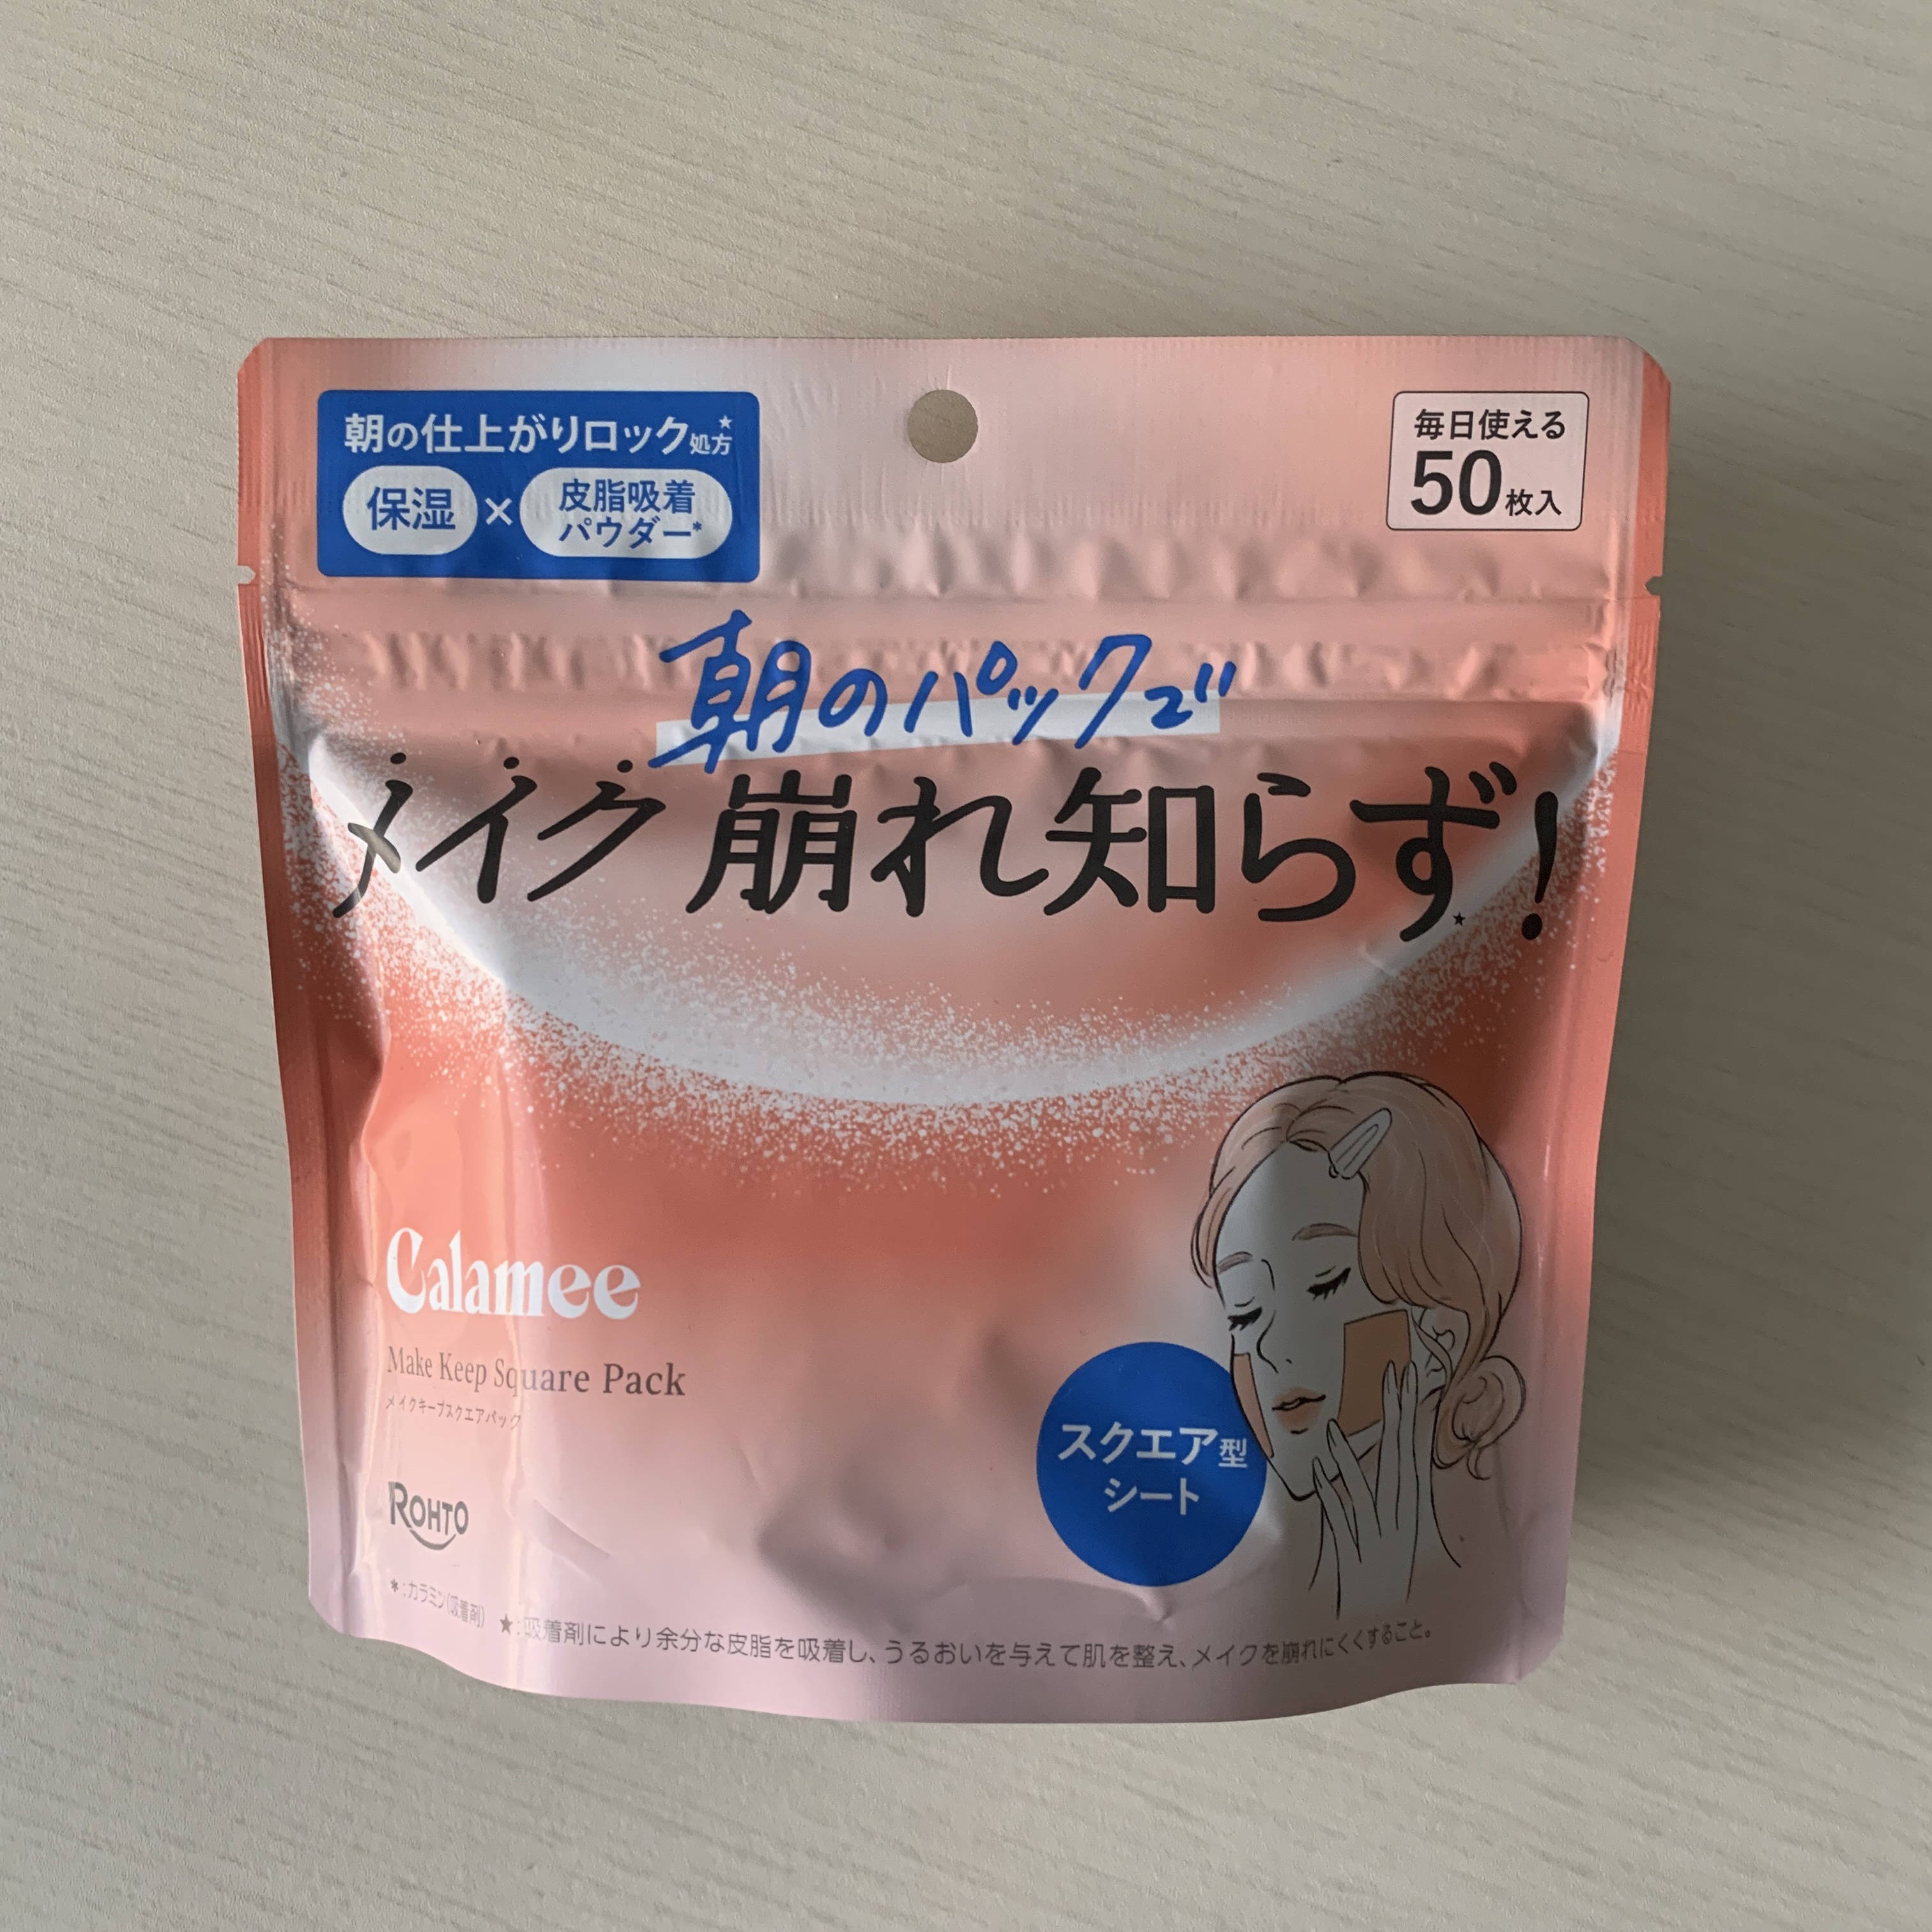 朝の仕上がりロック処方★
保湿 × 皮脂吸着
パウダー*
毎日使える
50枚入
朝のパックで
メイク崩れ知らず!★
Calamee
Make Keep Square Pack
メイクキープスクエアパック
スクエア型
シート
ROHTO
*:カラミン(吸着剤) ★:吸着剤により余分な皮脂を吸着し、うるおいを与えて肌を整え、メイクを崩れにくくすること。